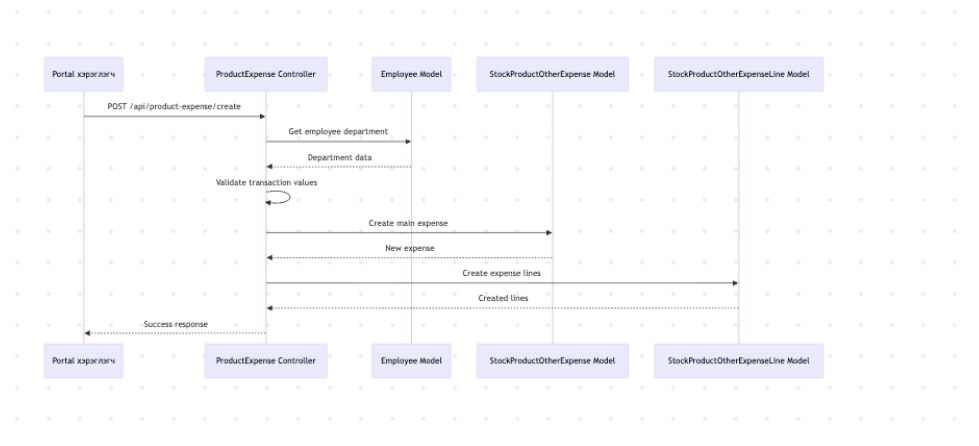 Portal хэрэглэгч
ProductExpense Controller
Employee Model
StockProductOtherExpense Model
StockProductOtherExpenseLine Model
POST /api/product-expense/create
Get employee department
Department data
Validate transaction values
Create main expense
New expense
Create expense lines
Created lines
Success response
Portal хэрэглэгч
ProductExpense Controller
Employee Model
StockProductOtherExpense Model
StockProductOtherExpenseLine Model